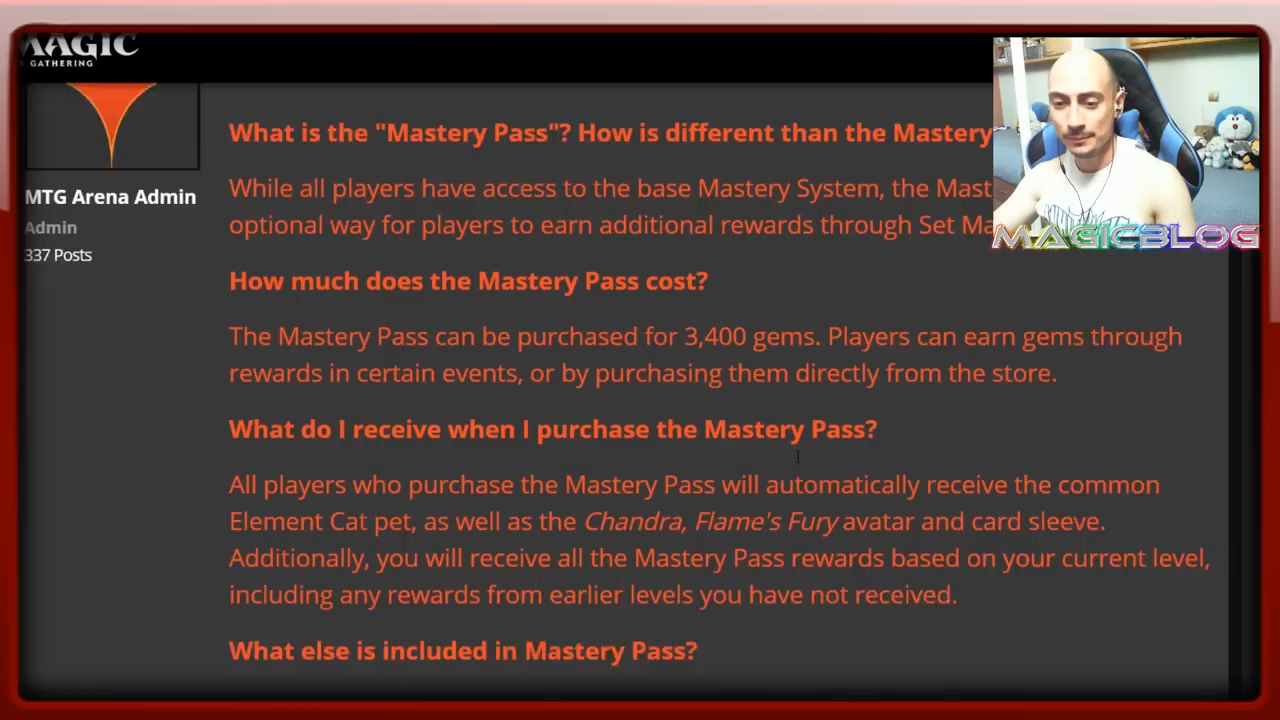 MAGIC
GATHERING
What is the "Mastery Pass"? How is different than the Mastery
While all players have access to the base Mastery System, the
optional way for players to earn additional rewards through Set
MTG Arena Admin
Admin
337 Posts
MAGICBLOG
How much does the Mastery Pass cost?
The Mastery Pass can be purchased for 3,400 gems. Players can earn gems through
rewards in certain events, or by purchasing them directly from the store.
What do I receive when I purchase the Mastery Pass?
All players who purchase the Mastery Pass will automatically receive the common
Element Cat pet, as well as the Chandra, Flame's Fury avatar and card sleeve.
Additionally, you will receive all the Mastery Pass rewards based on your current level,
including any rewards from earlier levels you have not received.
What else is included in Mastery Pass?